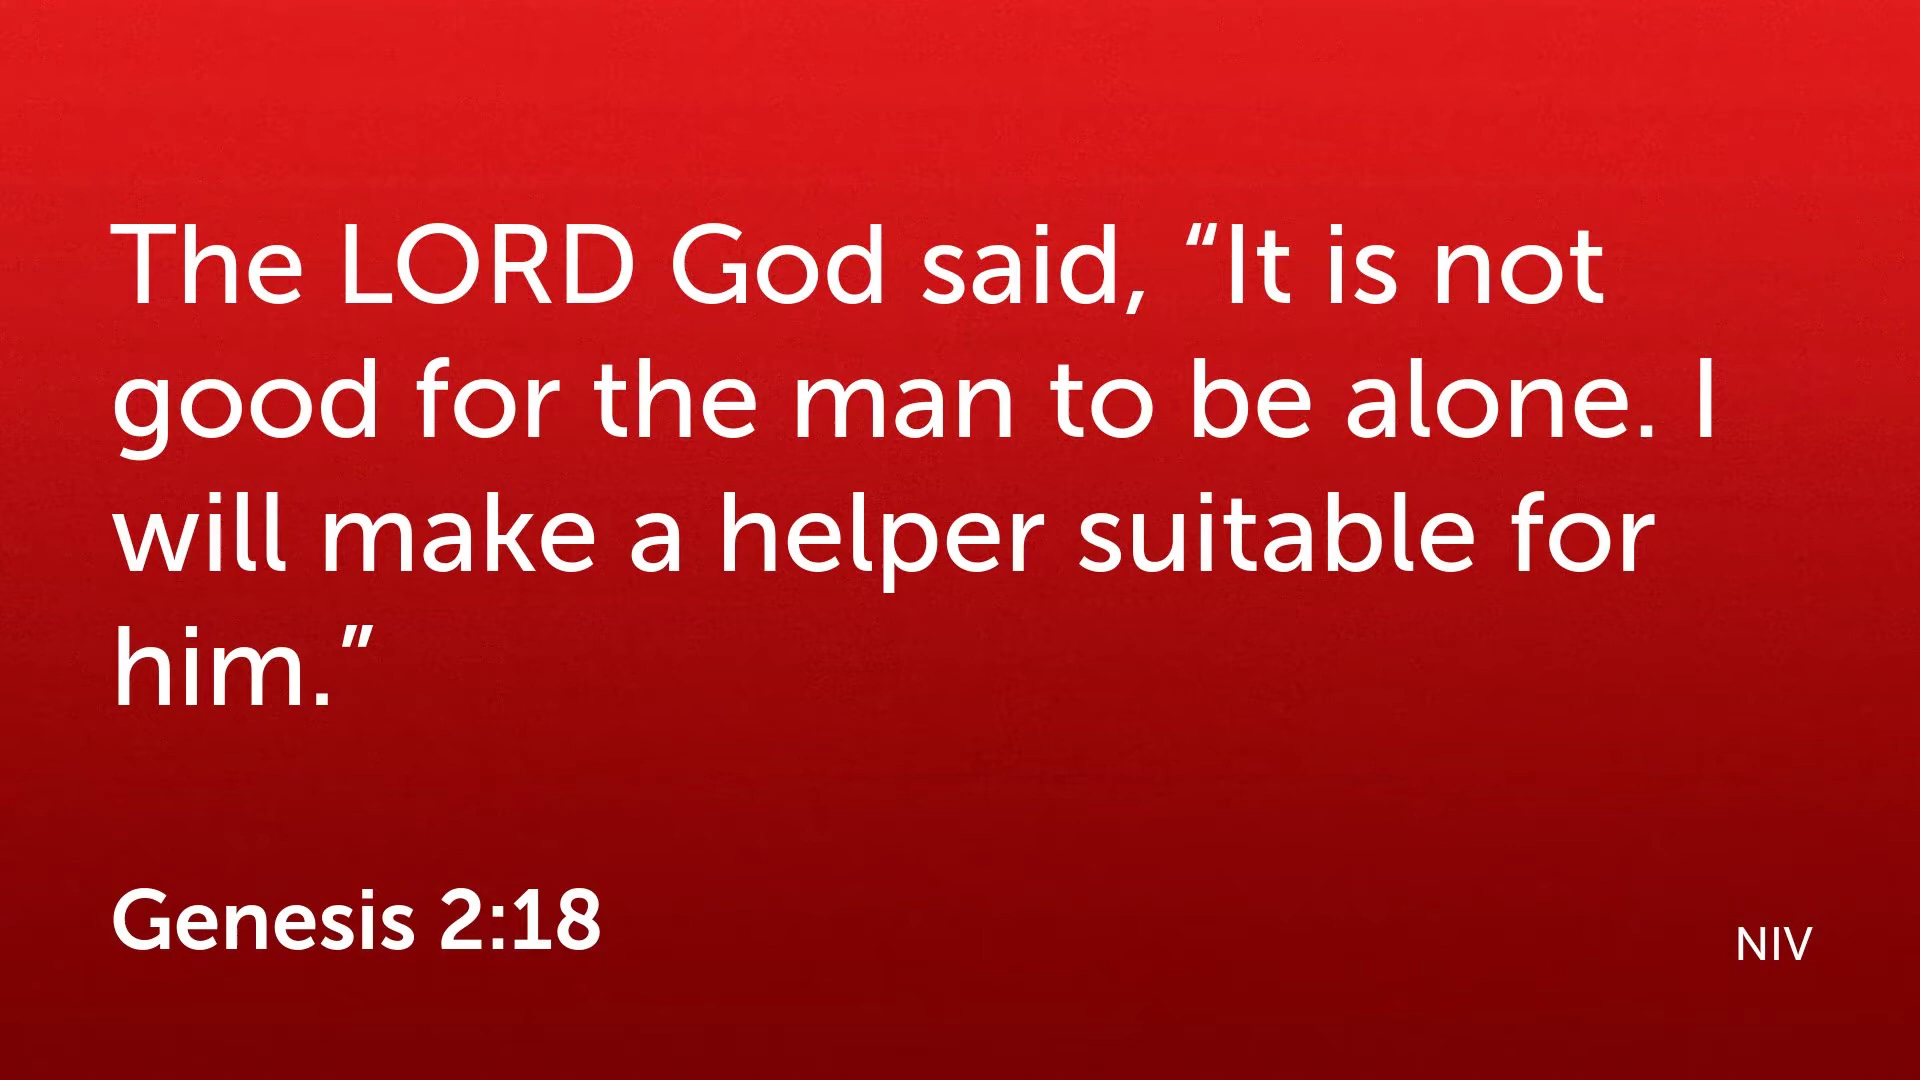 The LORD God said, “It is not
good for the man to be alone. I
will make a helper suitable for
him.”
Genesis 2:18
NIV